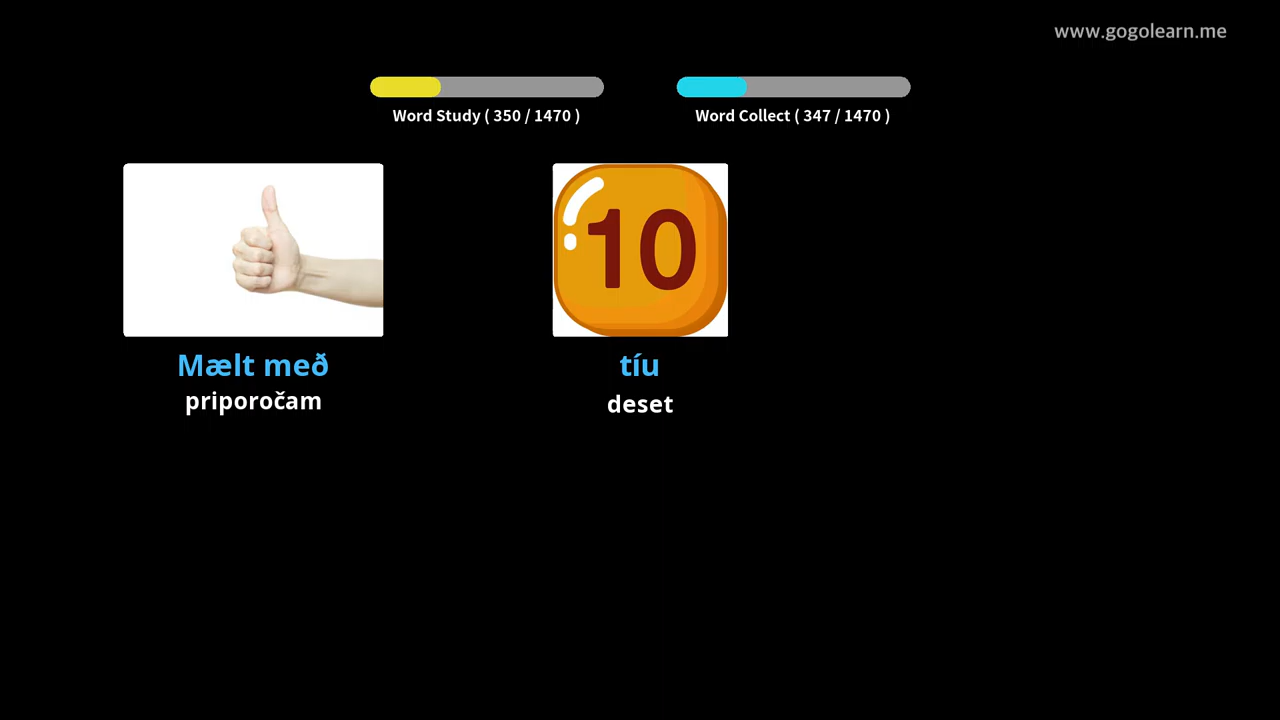 www.gogolearn.me
Word Study ( 350 / 1470 )
Word Collect ( 347 / 1470 )
10
Mælt með
priporočam
tíu
deset